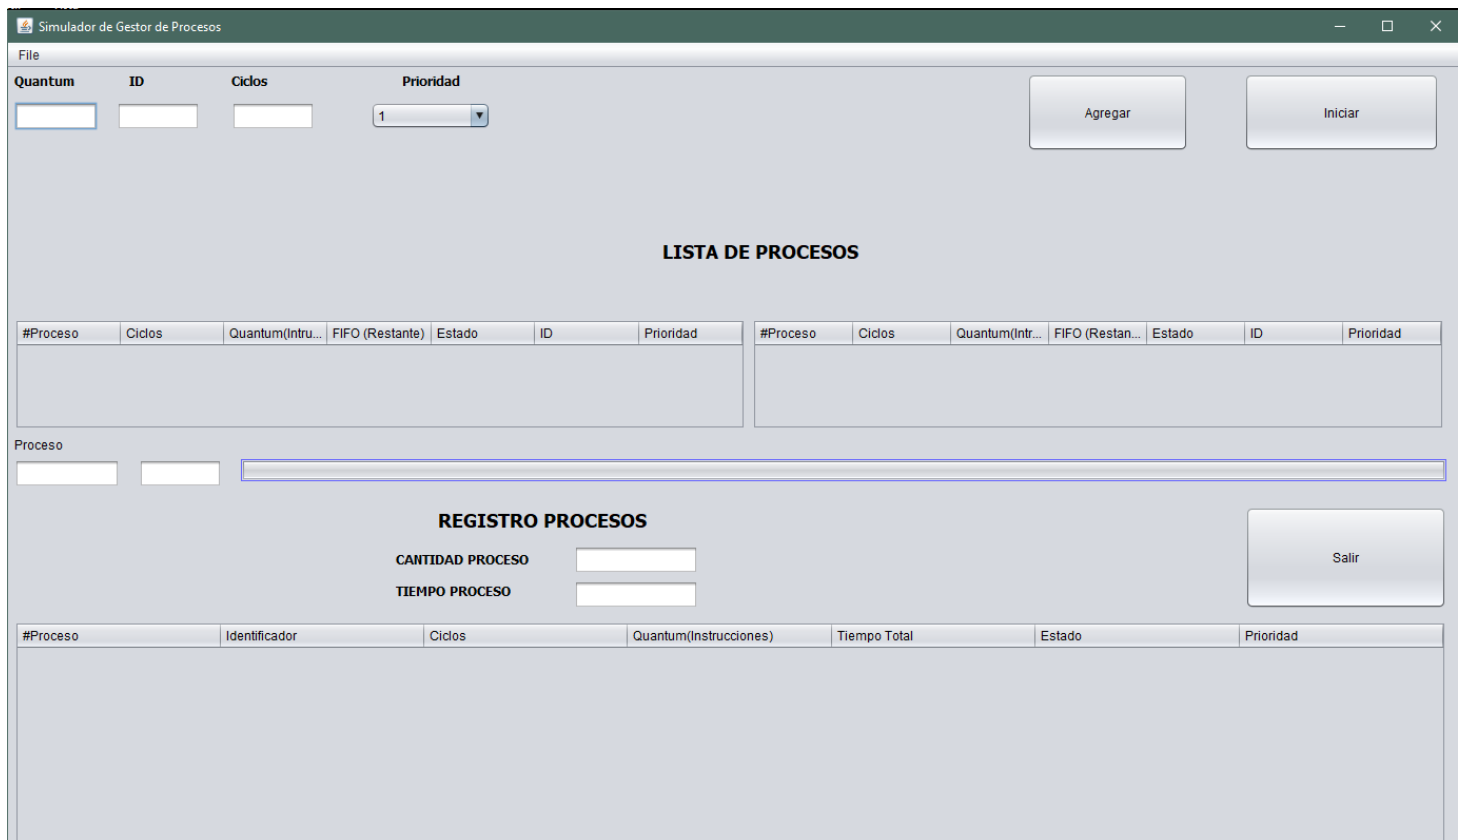 Simulador de Gestor de Procesos
File
Quantum ID Ciclos Prioridad
1 Agregar Iniciar
LISTA DE PROCESOS
#Proceso Ciclos Quantum(Intru... FIFO (Restante) Estado ID Prioridad #Proceso Ciclos Quantum(Intr... FIFO (Restan... Estado ID Prioridad
Proceso
REGISTRO PROCESOS
CANTIDAD PROCESO
Salir
TIEMPO PROCESO
#Proceso Identificador Ciclos Quantum(Instrucciones) Tiempo Total Estado Prioridad